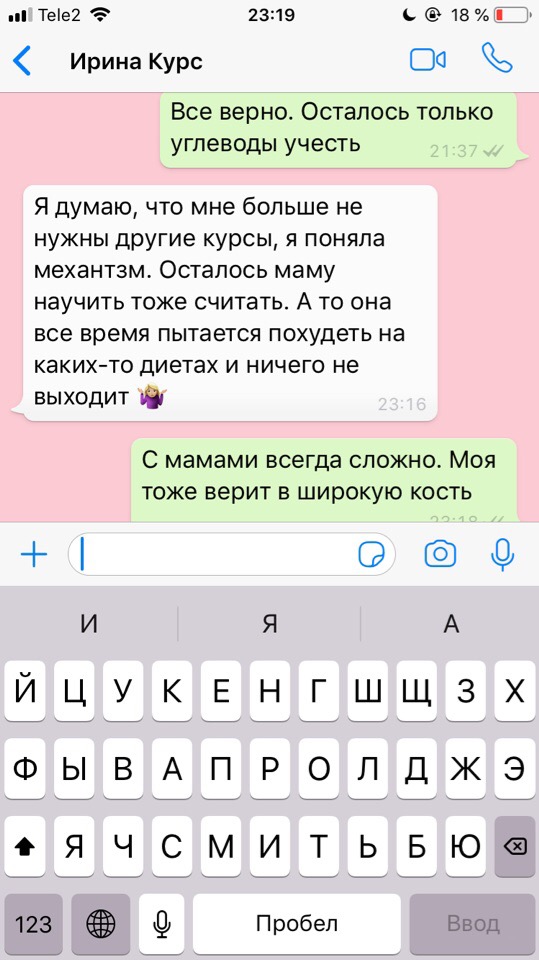 Tele2 23:19 18 %
Ирина Курс
Все верно. Осталось только
углеводы учесть
21:37
Я думаю, что мне больше не
нужны другие курсы, я поняла
механтзм. Осталось маму
научить тоже считать. А то она
все время пытается похудеть на
каких-то диетах и ничего не
выходит 🤷🏼‍♀️
23:16
С мамами всегда сложно. Моя
тоже верит в широкую кость
23:18
И Я А
Й Ц У К Е Н Г Ш Щ З Х
Ф Ы В А П Р О Л Д Ж Э
Я Ч С М И Т Ь Б Ю
123 Пробел Ввод